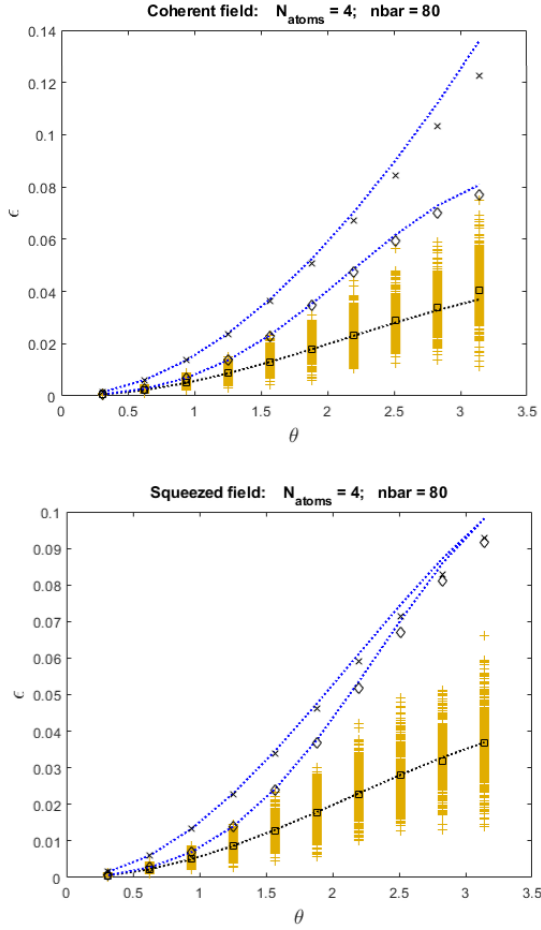 Coherent field: N_atoms = 4; nbar = 80
0.14
0.12
0.1
0.08
0.06
0.04
0.02
0
ϵ
0 0.5 1 1.5 2 2.5 3 3.5
θ
Squeezed field: N_atoms = 4; nbar = 80
0.1
0.09
0.08
0.07
0.06
0.05
0.04
0.03
0.02
0.01
0
ϵ
0 0.5 1 1.5 2 2.5 3 3.5
θ